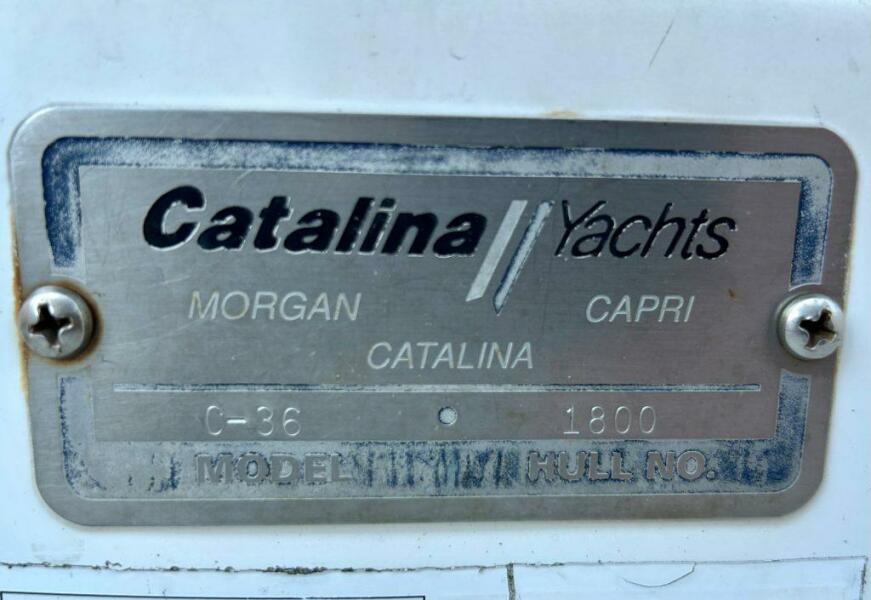 Catalina Yachts
MORGAN CAPRI
CATALINA
C-36 1800
MODEL HULL NO.